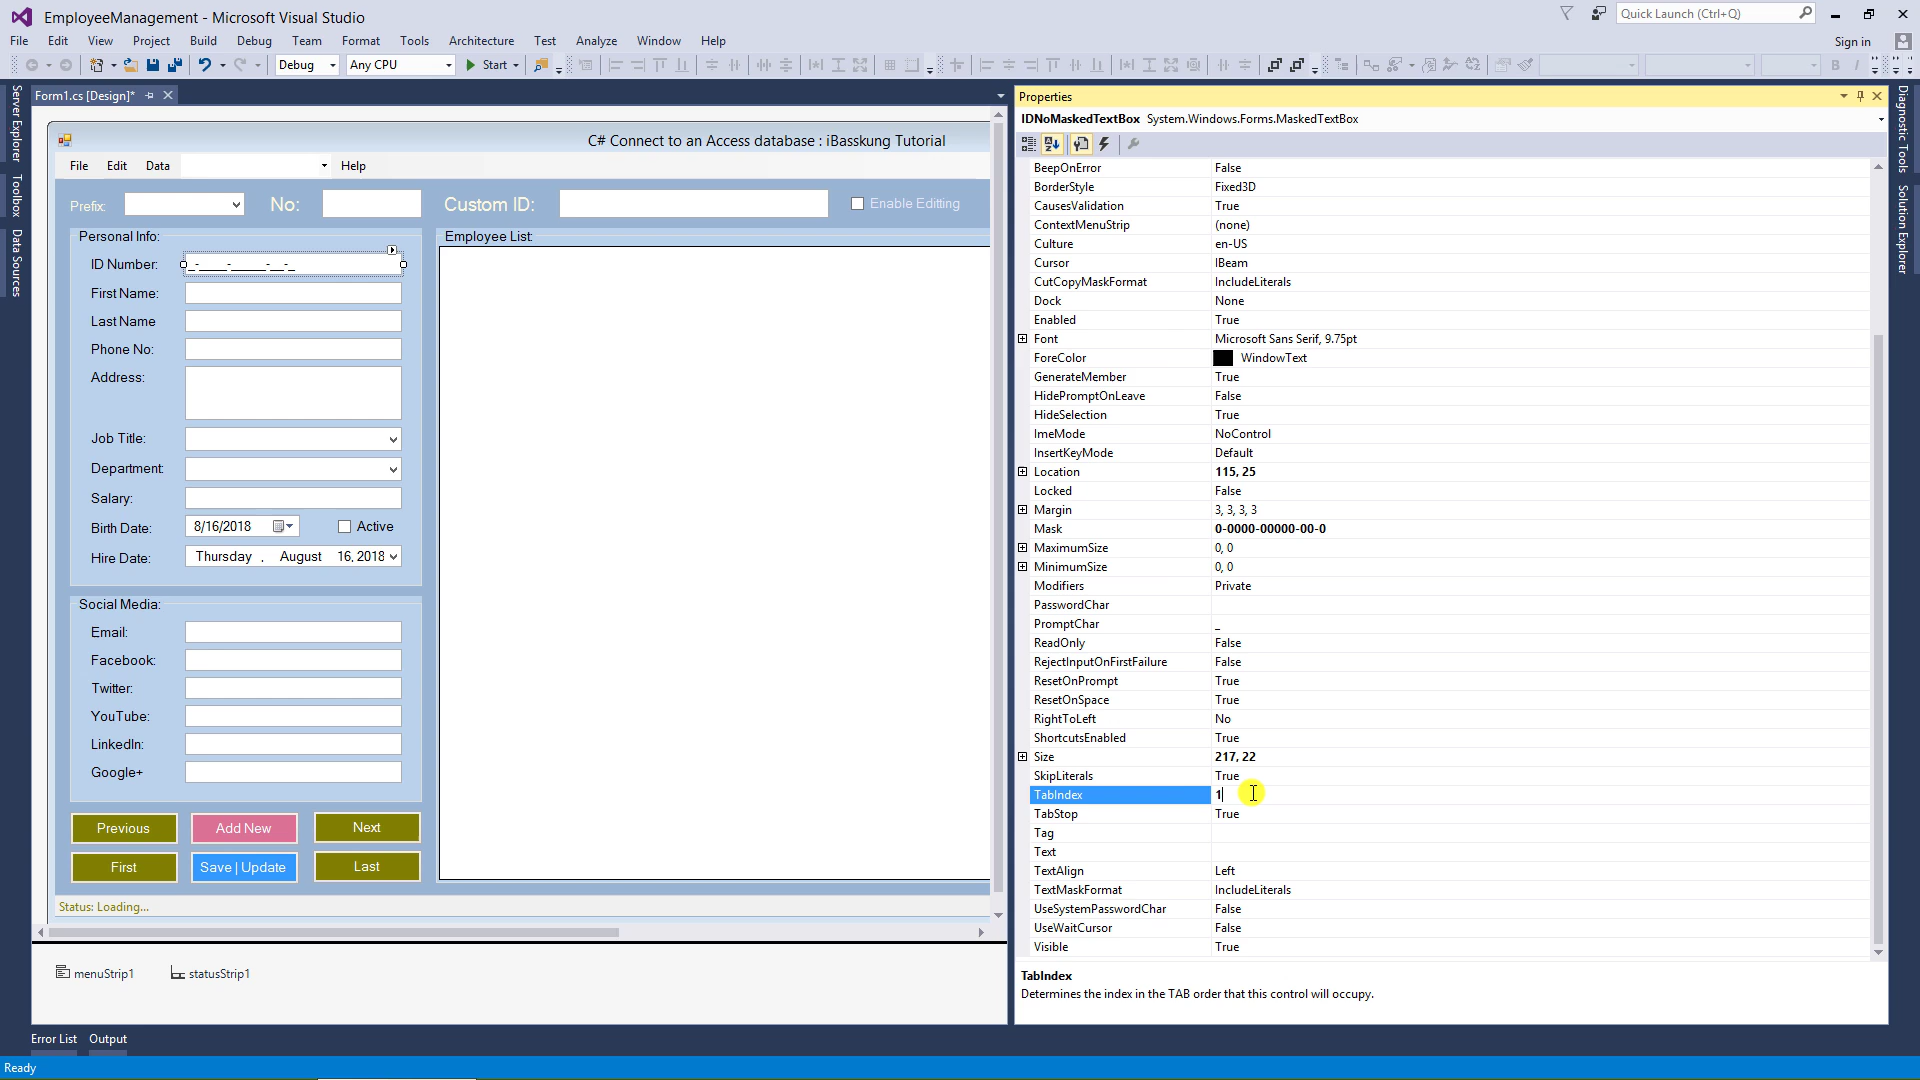 EmployeeManagement - Microsoft Visual Studio
Quick Launch (Ctrl+Q)
File Edit View Project Build Debug Team Format Tools Architecture Test Analyze Window Help
Sign in
Debug Any CPU Start
Server Explorer
Toolbox
Data Sources
Form1.cs [Design]*
C# Connect to an Access database : iBasskung Tutorial
File Edit Data Help
Prefix: No: Custom ID: Enable Editing
Personal Info:
ID Number: _-____-_____-__-_
First Name:
Last Name
Phone No:
Address:
Job Title:
Department:
Salary:
Birth Date: 8/16/2018 Active
Hire Date: Thursday , August 16, 2018
Social Media:
Email:
Facebook:
Twitter:
YouTube:
LinkedIn:
Google+
Previous Add New Next
First Save | Update Last
Status: Loading...
Employee List:
menuStrip1 statusStrip1
Properties
IDNoMaskedTextBox System.Windows.Forms.MaskedTextBox
BeepOnError False
BorderStyle Fixed3D
CausesValidation True
ContextMenuStrip (none)
Culture en-US
Cursor IBeam
CutCopyMaskFormat IncludeLiterals
Dock None
Enabled True
Font Microsoft Sans Serif, 9.75pt
ForeColor WindowText
GenerateMember True
HidePromptOnLeave False
HideSelection True
ImeMode NoControl
InsertKeyMode Default
Location 115, 25
Locked False
Margin 3, 3, 3, 3
Mask 0-0000-00000-00-0
MaximumSize 0, 0
MinimumSize 0, 0
Modifiers Private
PasswordChar
PromptChar _
ReadOnly False
RejectInputOnFirstFailure False
ResetOnPrompt True
ResetOnSpace True
RightToLeft No
ShortcutsEnabled True
Size 217, 22
SkipLiterals True
TabIndex 1
TabStop True
Tag
Text
TextAlign Left
TextMaskFormat IncludeLiterals
UseSystemPasswordChar False
UseWaitCursor False
Visible True
TabIndex
Determines the index in the TAB order that this control will occupy.
Diagnostic Tools
Solution Explorer
Error List Output
Ready